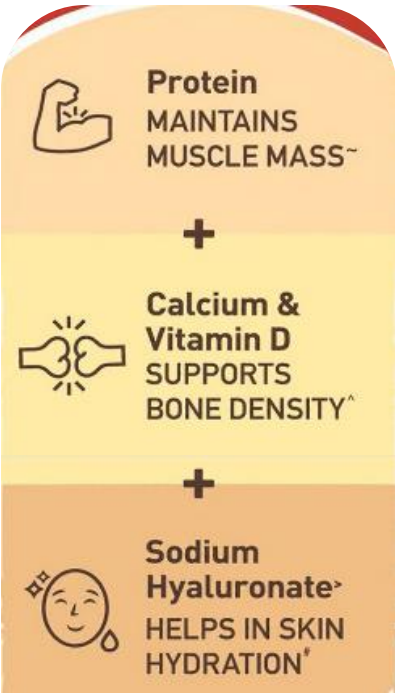 Protein
MAINTAINS
MUSCLE MASS~
+
Calcium &
Vitamin D
SUPPORTS
BONE DENSITY^
+
Sodium
Hyaluronate>
HELPS IN SKIN
HYDRATION#